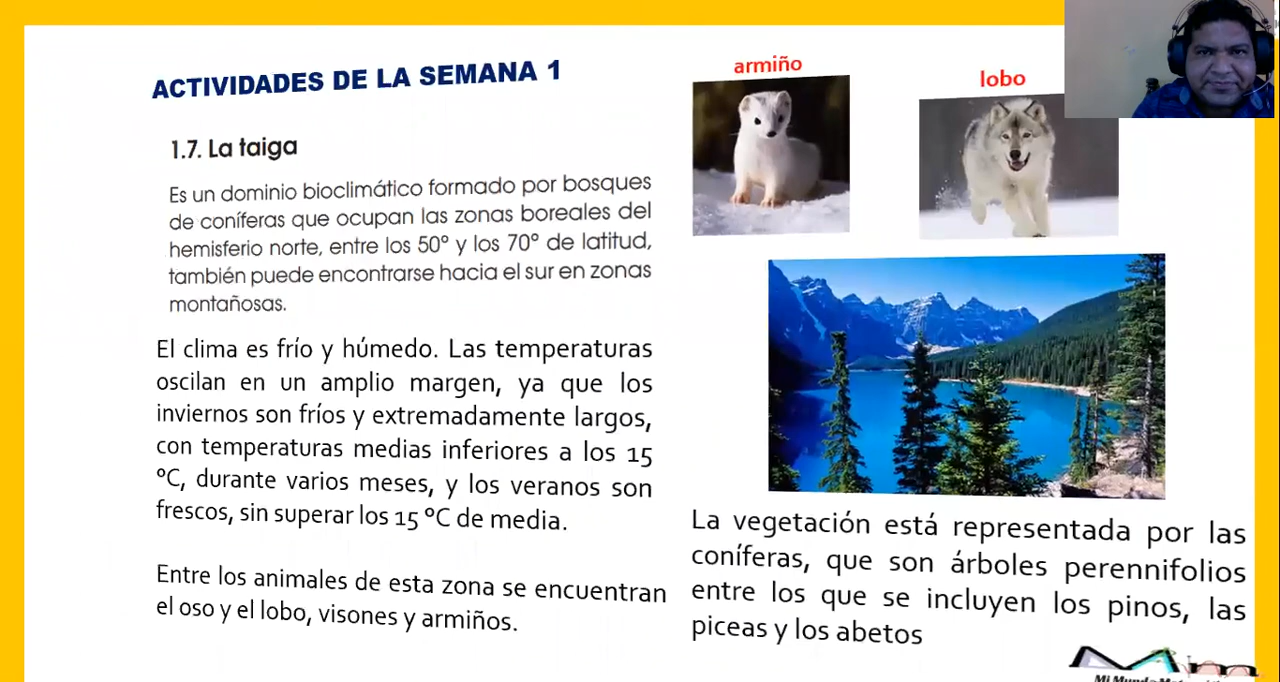 ACTIVIDADES DE LA SEMANA 1
1.7. La taiga
Es un dominio bioclimático formado por bosques
de coníferas que ocupan las zonas boreales del
hemisferio norte, entre los 50° y los 70° de latitud,
también puede encontrarse hacia el sur en zonas
montañosas.
El clima es frío y húmedo. Las temperaturas
oscilan en un amplio margen, ya que los
inviernos son fríos y extremadamente largos,
con temperaturas medias inferiores a los 15
°C, durante varios meses, y los veranos son
frescos, sin superar los 15 °C de media.
Entre los animales de esta zona se encuentran
el oso y el lobo, visones y armiños.
armiño
lobo
La vegetación está representada por las
coníferas, que son árboles perennifolios
entre los que se incluyen los pinos, las
piceas y los abetos
Mi Mundo